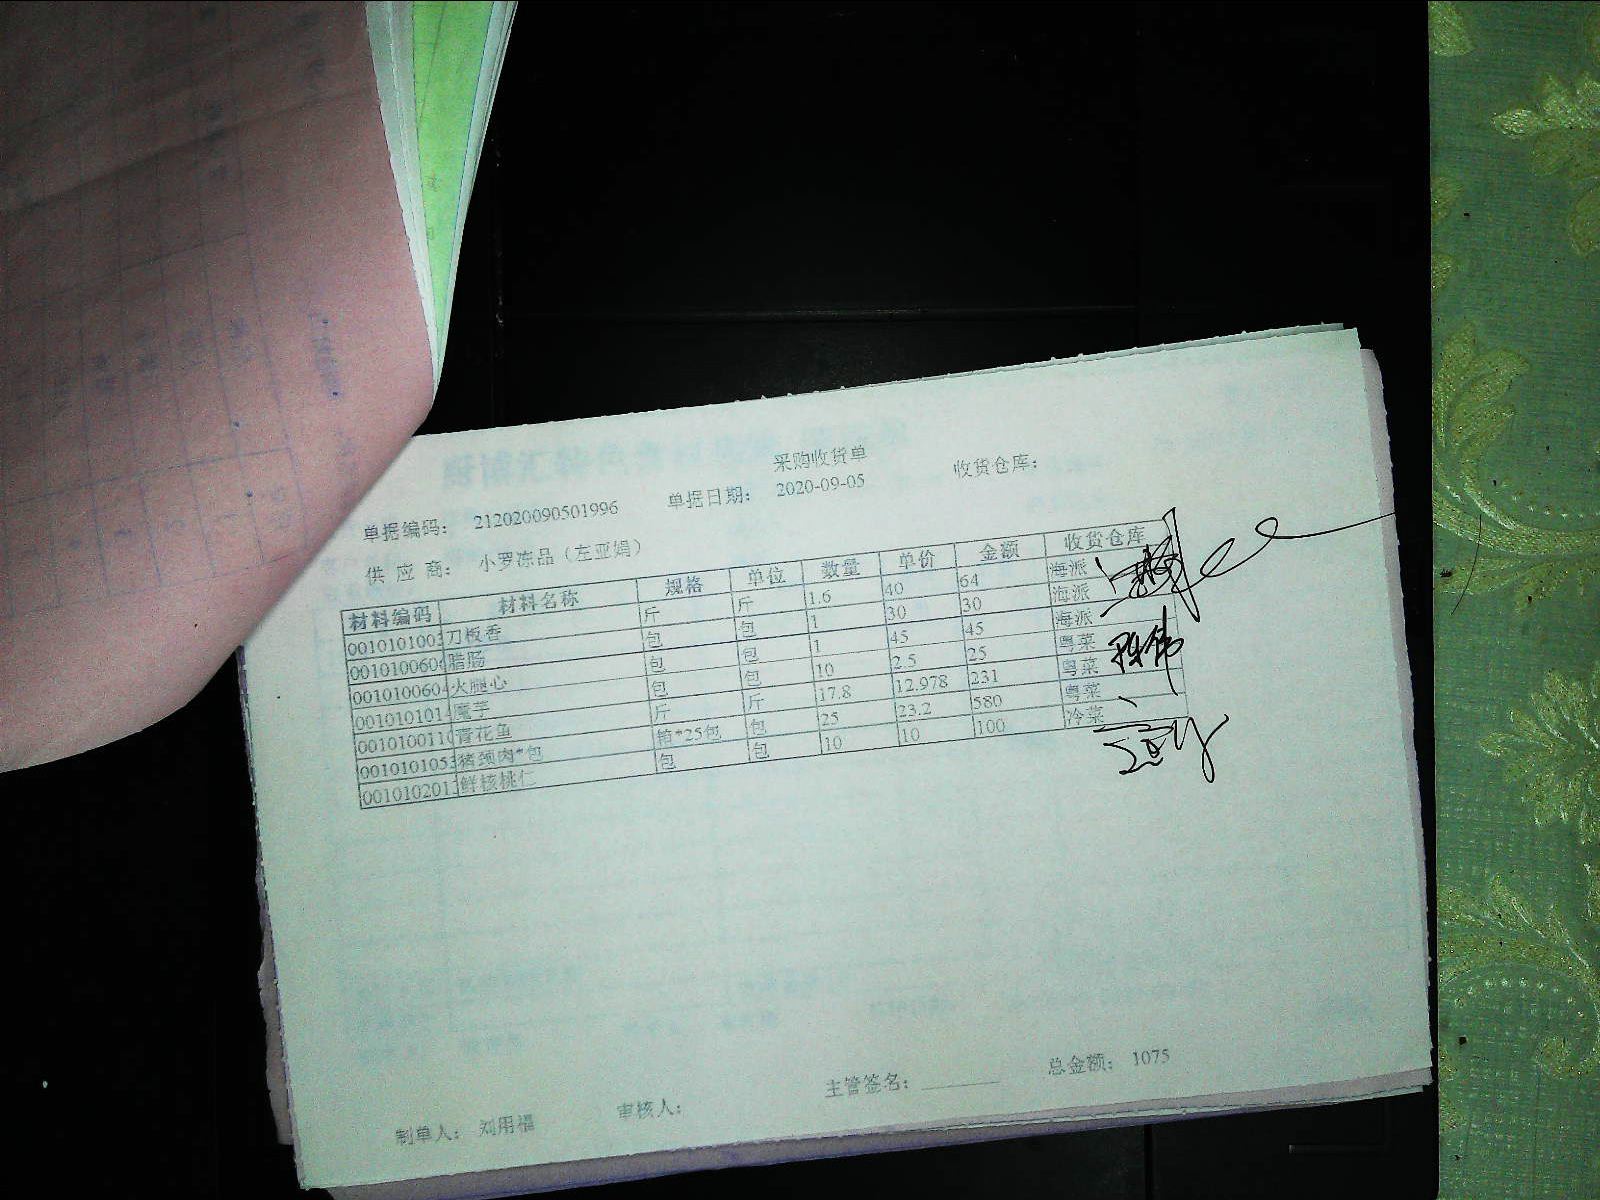 采购收货单
单据编码: 212020090501996 单据日期: 2020-09-05 收货仓库:
供 应 商: 小罗冻品（左亚娟）
材料编码 材料名称 规格 单位 数量 单价 金额 收货仓库
001010100 刀板香 斤 斤 1.6 40 64 海派
001010060 腊肠 包 包 1 30 30 海派
001010060 火腿心 包 包 1 45 45 海派
001010101 魔芋 包 包 10 2.5 25 粤菜
001010011 青花鱼 斤 斤 17.8 12.978 231 粤菜
001010105 猪颈肉*包 箱*25包 包 25 23.2 580 粤菜
001010201 鲜核桃仁 包 包 10 10 100 冷菜
制单人: 刘用福 审核人: 主管签名: 总金额: 1075